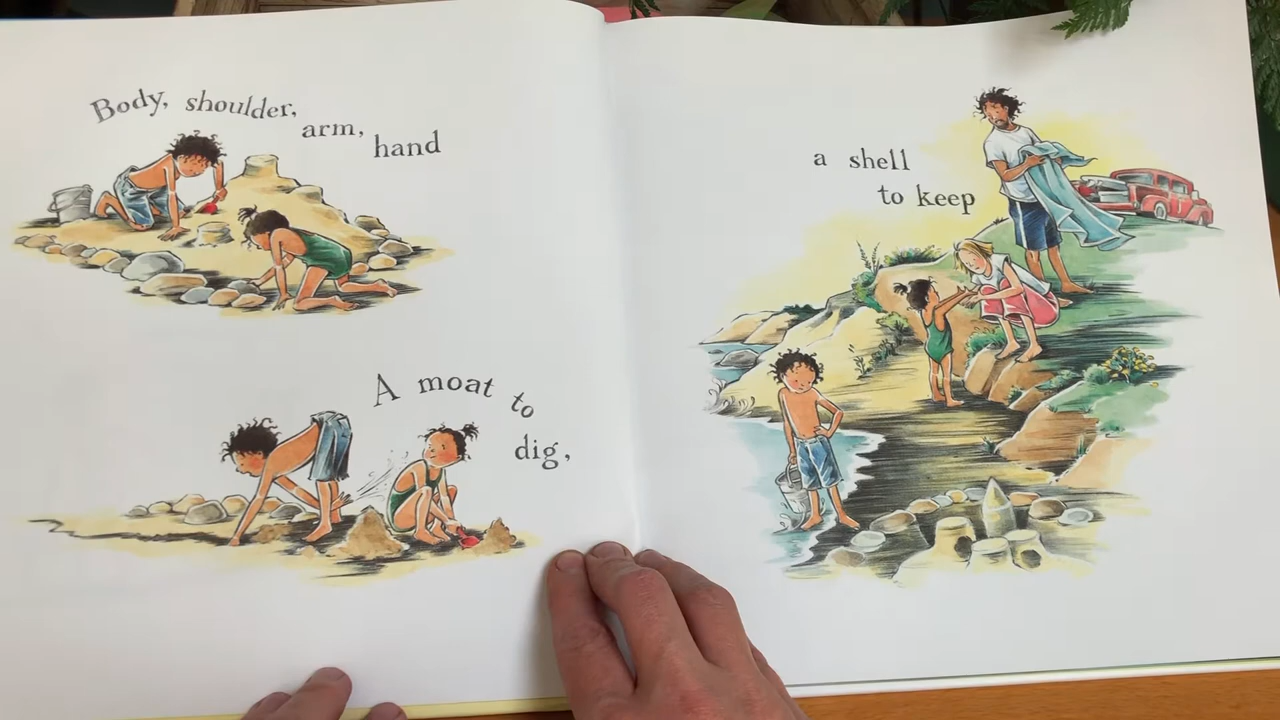 Body, shoulder,
arm,
hand
A moat to
dig,
a shell
to keep